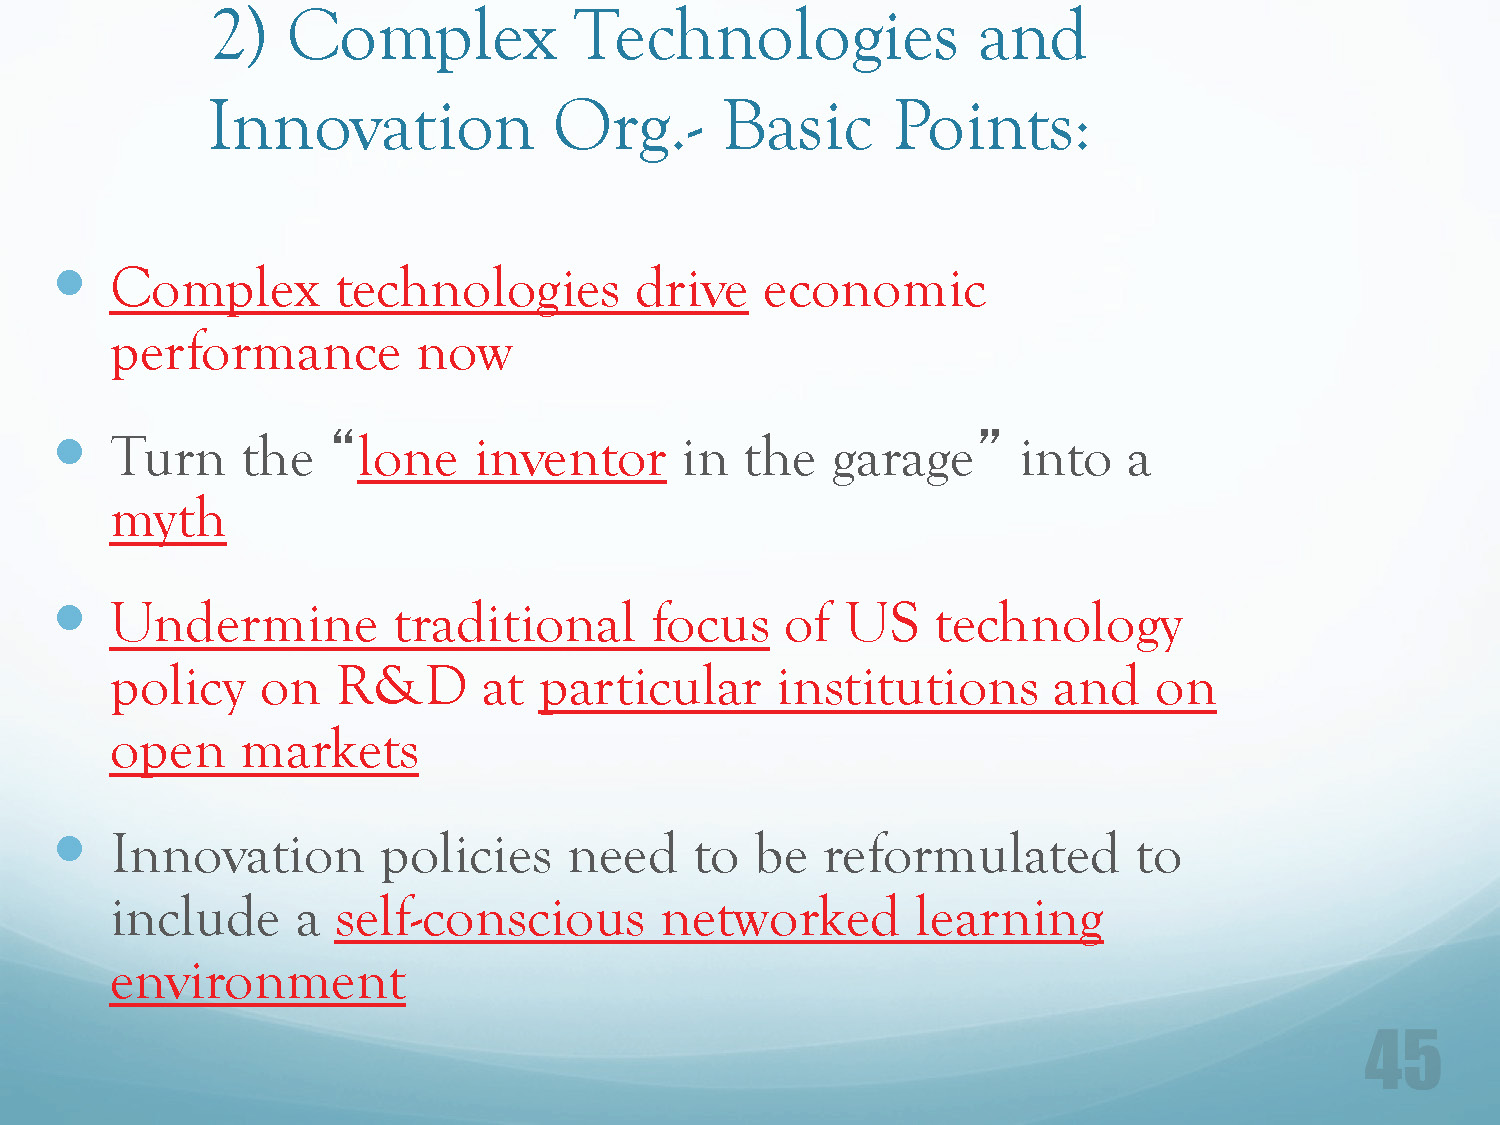 2) Complex Technologies and
Innovation Org.- Basic Points:
• Complex technologies drive economic
performance now
• Turn the “lone inventor in the garage” into a
myth
• Undermine traditional focus of US technology
policy on R&D at particular institutions and on
open markets
• Innovation policies need to be reformulated to
include a self-conscious networked learning
environment
45